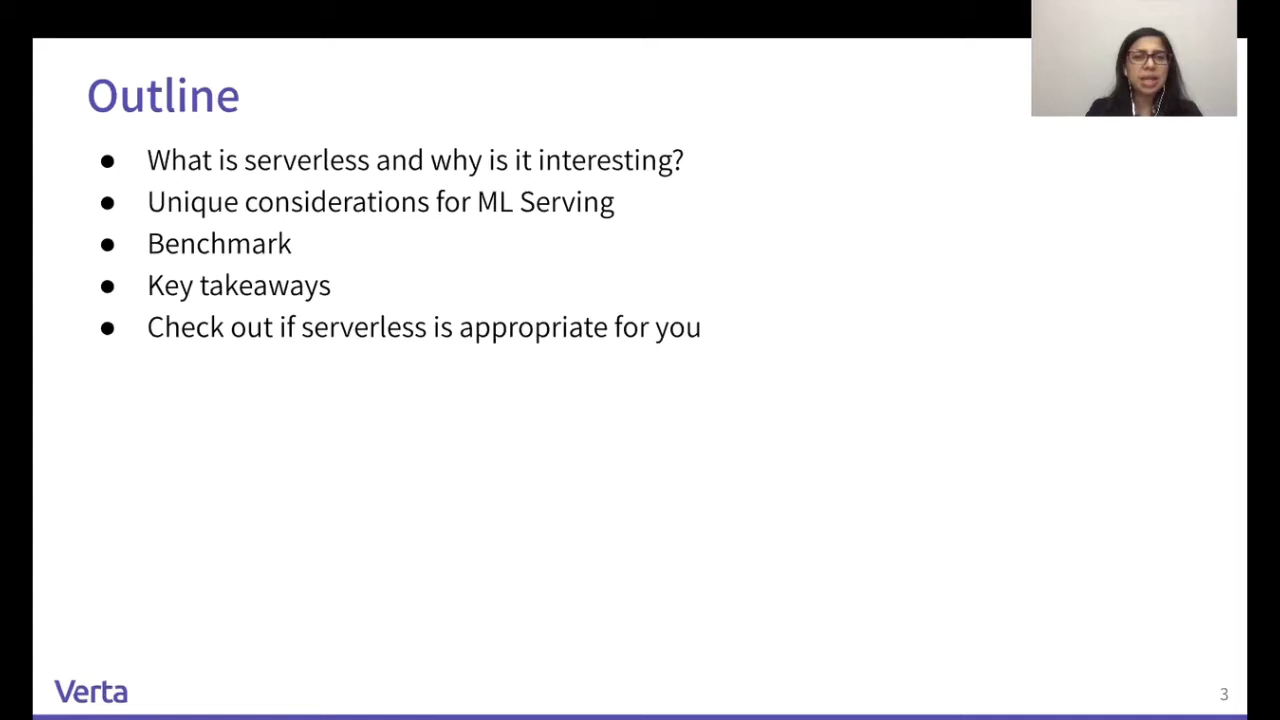 Outline
● What is serverless and why is it interesting?
● Unique considerations for ML Serving
● Benchmark
● Key takeaways
● Check out if serverless is appropriate for you
Verta
3